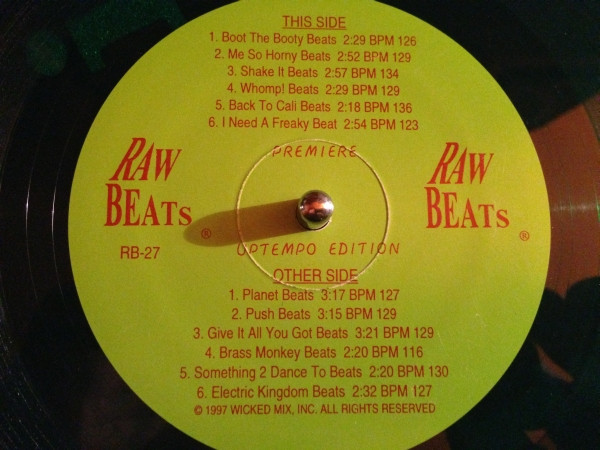 THIS SIDE
1. Boot The Booty Beats 2:29 BPM 126
2. Me So Horny Beats 2:52 BPM 129
3. Shake It Beats 2:57 BPM 134
4. Whomp! Beats 2:29 BPM 129
5. Back To Cali Beats 2:18 BPM 136
6. I Need A Freaky Beat 2:54 BPM 123
PREMIERE
RAW
BEATS ®
RAW
BEATS ®
RB-27
UPTEMPO EDITION
OTHER SIDE
1. Planet Beats 3:17 BPM 127
2. Push Beats 3:15 BPM 129
3. Give It All You Got Beats 3:21 BPM 129
4. Brass Monkey Beats 2:20 BPM 116
5. Something 2 Dance To Beats 2:20 BPM 130
6. Electric Kingdom Beats 2:32 BPM 127
© 1997 WICKED MIX, INC. ALL RIGHTS RESERVED